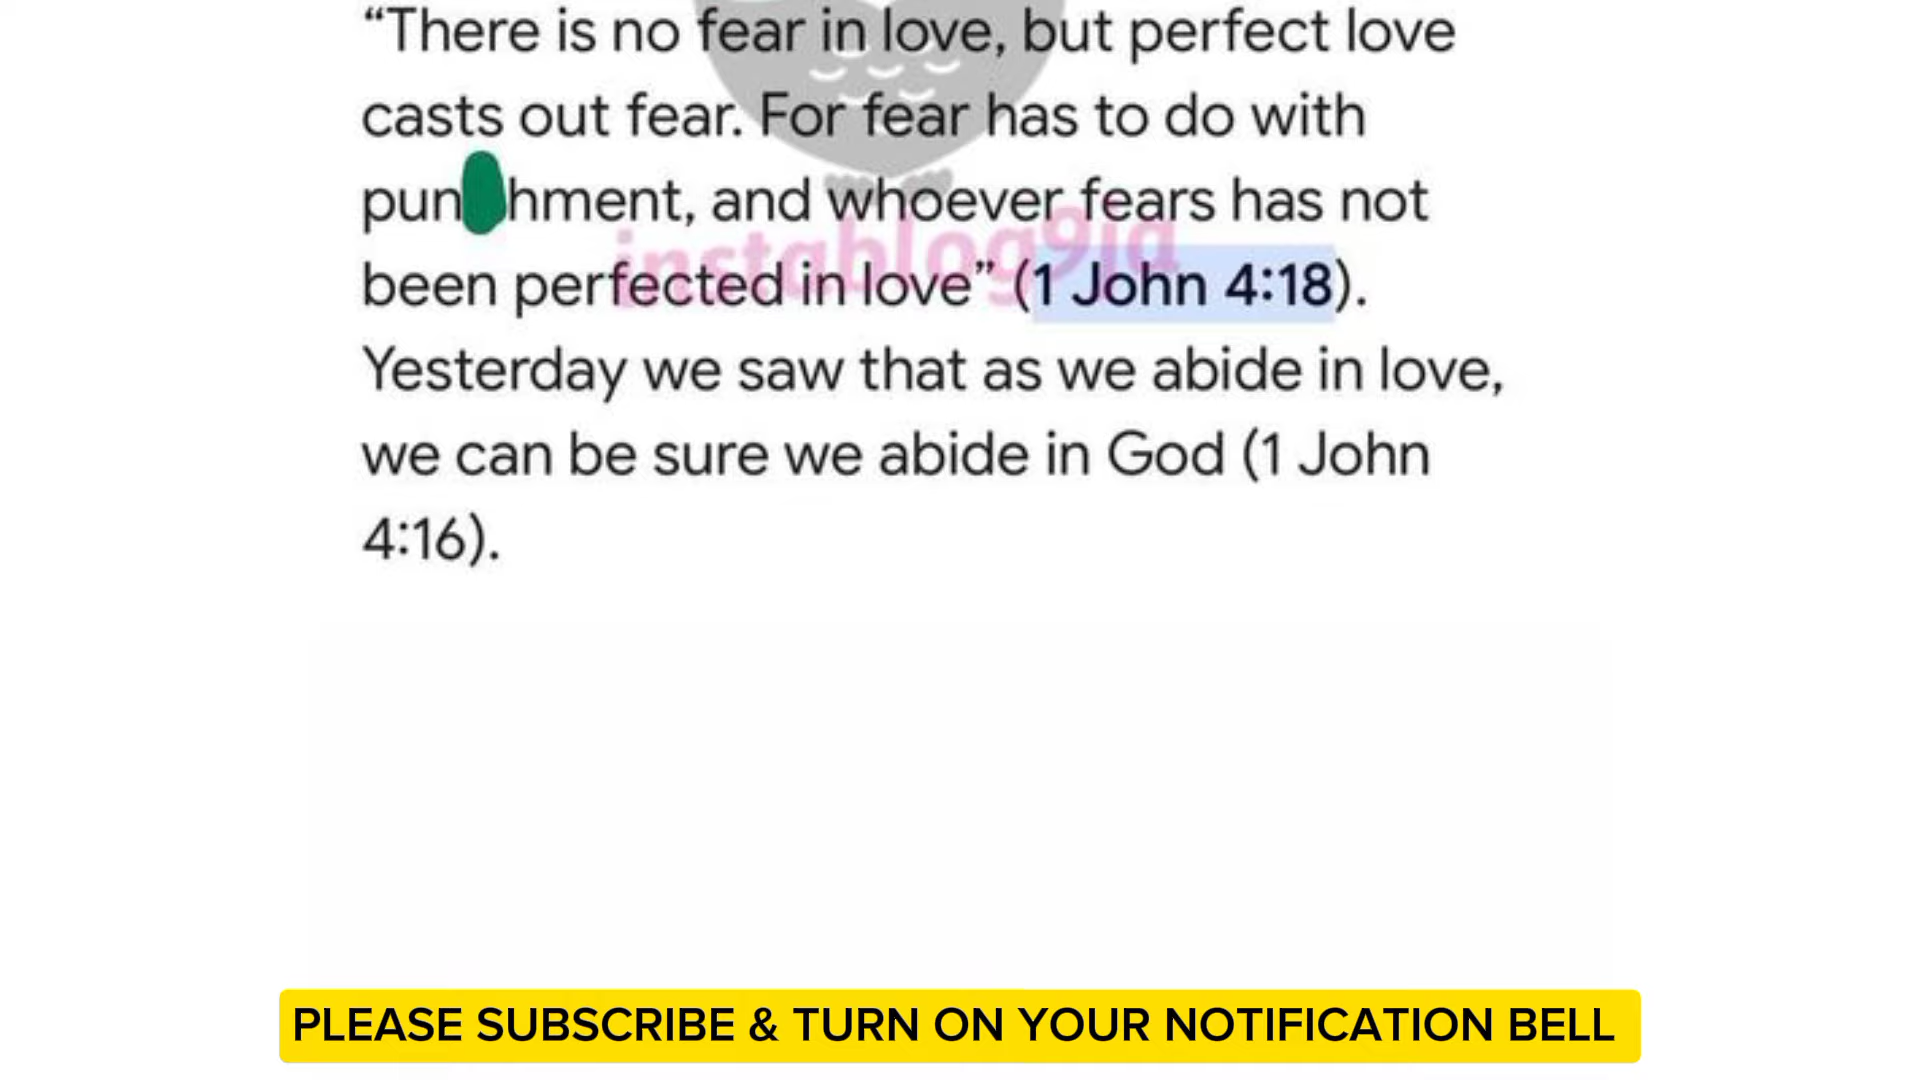 “There is no fear in love, but perfect love
casts out fear. For fear has to do with
pun hment, and whoever fears has not
been perfected in love” (1 John 4:18).
instablog9ja
Yesterday we saw that as we abide in love,
we can be sure we abide in God (1 John
4:16).
PLEASE SUBSCRIBE & TURN ON YOUR NOTIFICATION BELL